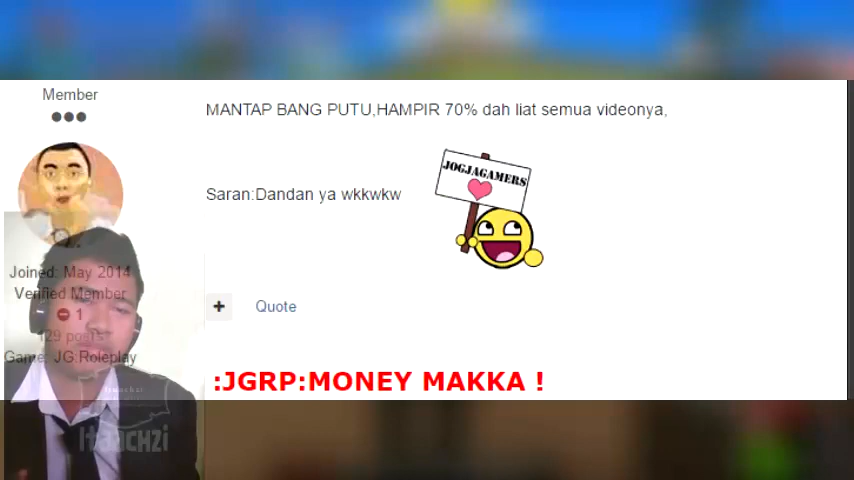 Member
MANTAP BANG PUTU,HAMPIR 70% dah liat semua videonya,
JOGJAGAMERS
Saran:Dandan ya wkkwkw
Joined: May 2014
Verified Member
1
129 posts
Game: JG.Roleplay
+ Quote
:JGRP:MONEY MAKKA !
Itaachzi